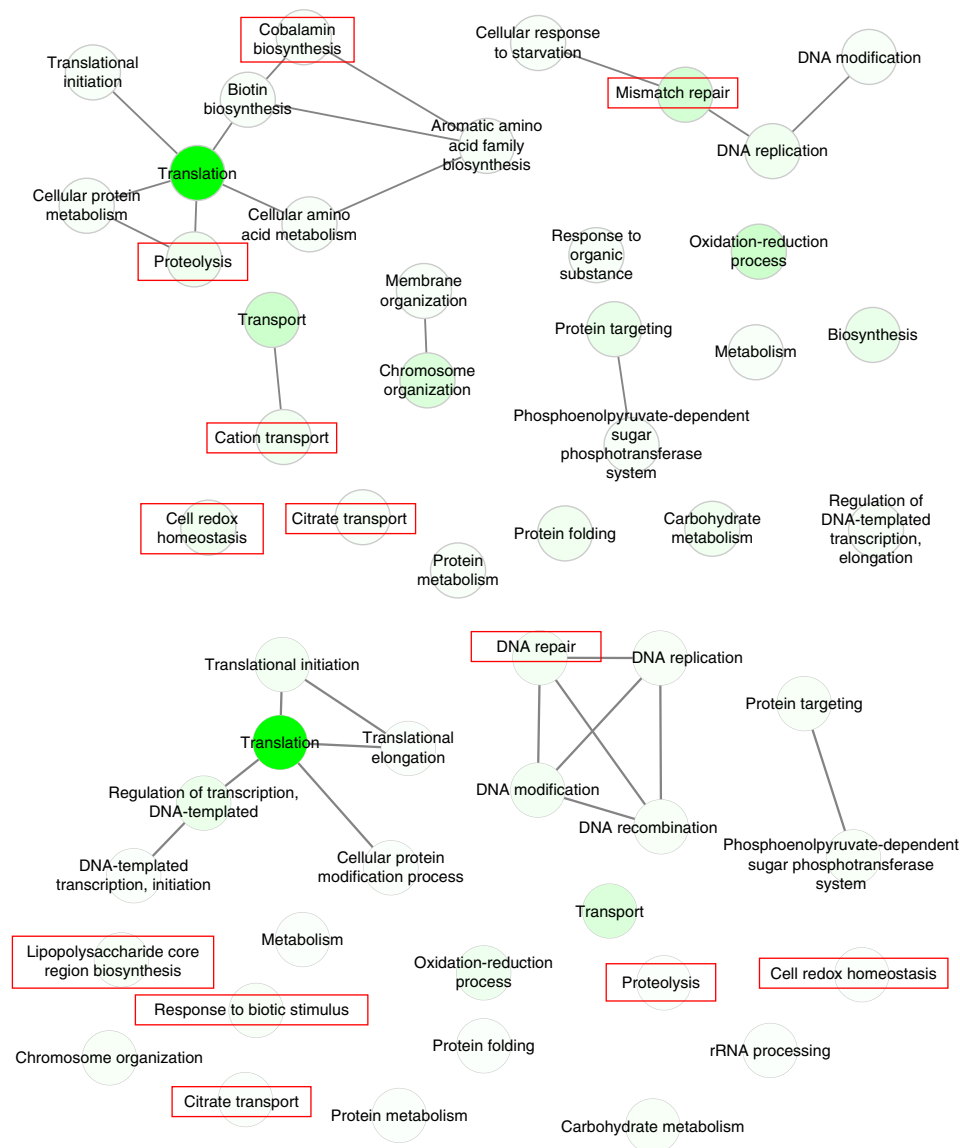 Cobalamin
biosynthesis
Cellular response
to starvation
DNA modification
Translational
initiation
Biotin
biosynthesis
Mismatch repair
Aromatic amino
acid family
biosynthesis
DNA replication
Translation
Cellular protein
metabolism
Cellular amino
acid metabolism
Proteolysis
Response to
organic
substance
Oxidation-reduction
process
Membrane
organization
Transport
Protein targeting
Biosynthesis
Metabolism
Chromosome
organization
Phosphoenolpyruvate-dependent
sugar
phosphotransferase
system
Cation transport
Cell redox
homeostasis
Citrate transport
Protein folding
Carbohydrate
metabolism
Regulation of
DNA-templated
transcription,
elongation
Protein
metabolism
Translational initiation
DNA repair
DNA replication
Protein targeting
Translation
Translational
elongation
Regulation of transcription,
DNA-templated
DNA modification
DNA recombination
DNA-templated
transcription, initiation
Cellular protein
modification process
Phosphoenolpyruvate-dependent
sugar phosphotransferase
system
Transport
Metabolism
Lipopolysaccharide core
region biosynthesis
Oxidation-reduction
process
Proteolysis
Cell redox homeostasis
Response to biotic stimulus
Chromosome organization
Protein folding
rRNA processing
Citrate transport
Protein metabolism
Carbohydrate metabolism